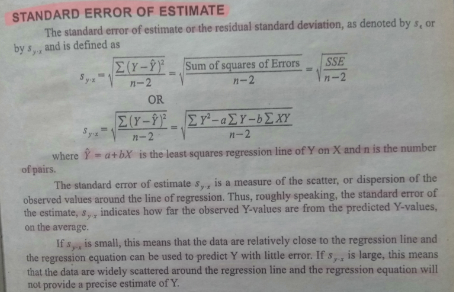 STANDARD ERROR OF ESTIMATE
The standard error of estimate or the residual standard deviation, as denoted by s, or
by s_{y.x} and is defined as
s_{y.x} = √(Σ(Y−Ŷ)²/(n−2)) = √(Sum of squares of Errors/(n−2)) = √(SSE/(n−2))
OR
s_{y.x} = √(Σ(Y−Ŷ)²/(n−2)) = √((ΣY²−aΣY−bΣXY)/(n−2))
where Ŷ = a+bX is the least squares regression line of Y on X and n is the number
of pairs.
The standard error of estimate s_{y.x} is a measure of the scatter, or dispersion of the
observed values around the line of regression. Thus, roughly speaking, the standard error of
the estimate, s_{y.x} indicates how far the observed Y-values are from the predicted Y-values,
on the average.
If s_{y.x} is small, this means that the data are relatively close to the regression line and
the regression equation can be used to predict Y with little error. If s_{y.x} is large, this means
that the data are widely scattered around the regression line and the regression equation will
not provide a precise estimate of Y.